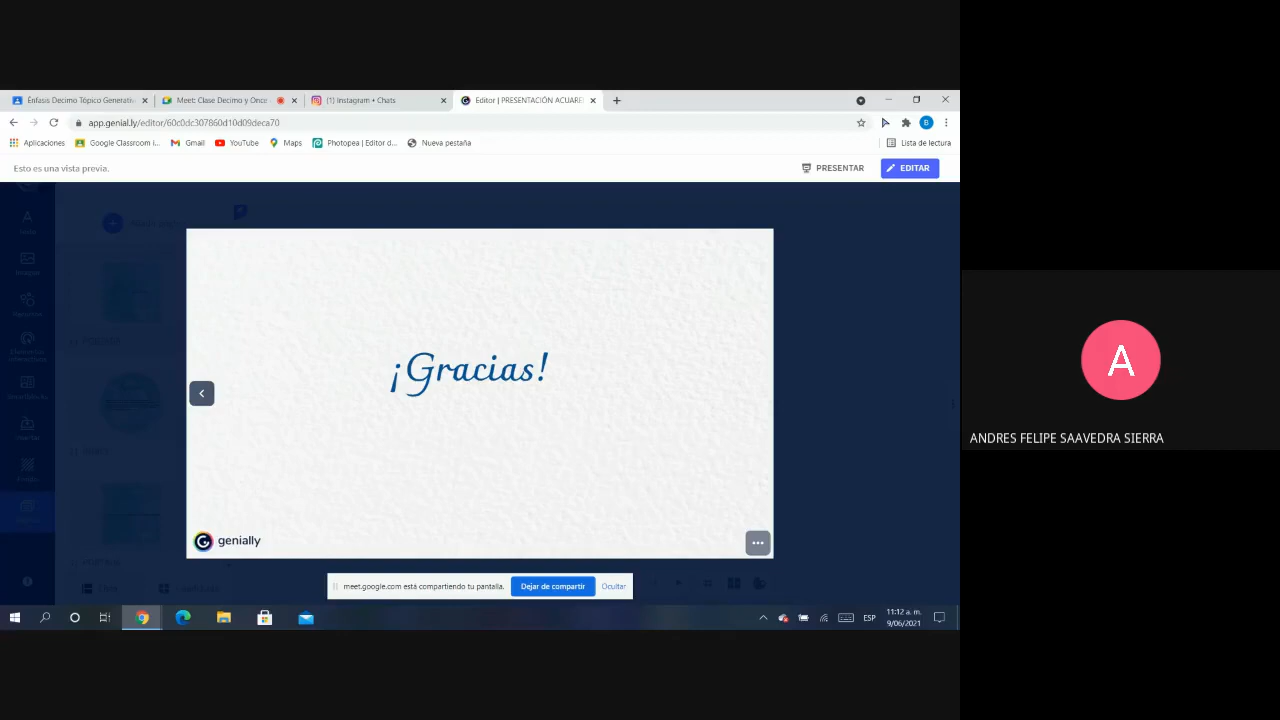 Énfasis Decimo Tópico Generativ
Meet: Clase Decimo y Once
(1) Instagram • Chats
Editor | PRESENTACIÓN ACUARE
app.genial.ly/editor/60c0dc307860d10d09deca70
Aplicaciones
Google Classroom i...
Gmail
YouTube
Maps
Photopea | Editor d...
Nueva pestaña
Lista de lectura
Esto es una vista previa.
PRESENTAR
EDITAR
¡Gracias!
genially
meet.google.com está compartiendo tu pantalla.
Dejar de compartir
Ocultar
ESP
11:12 a. m.
9/06/2021
B
A
ANDRES FELIPE SAAVEDRA SIERRA